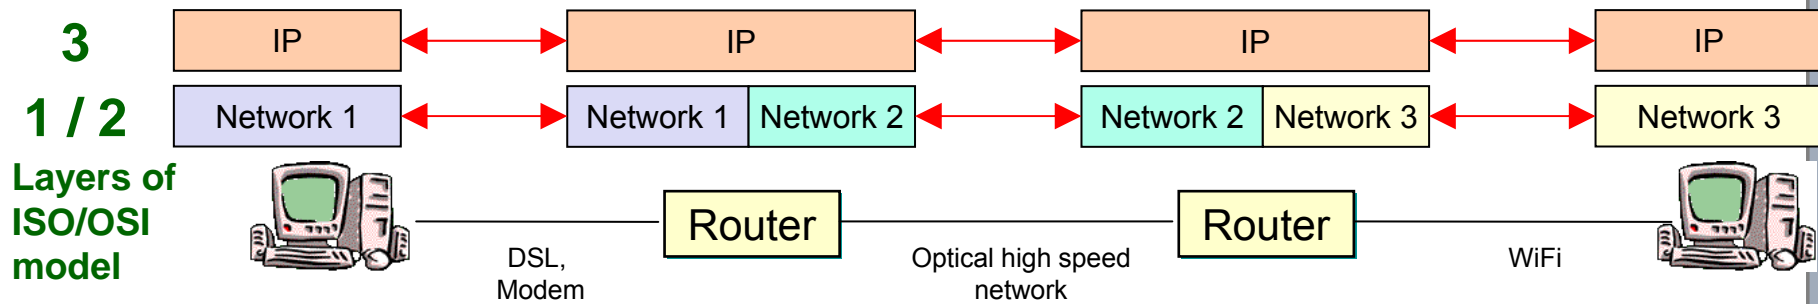 3
IP
IP
IP
IP
1 / 2
Network 1
Network 1
Network 2
Network 2
Network 3
Network 3
Layers of
ISO/OSI
model
Router
Router
DSL,
Modem
Optical high speed
network
WiFi